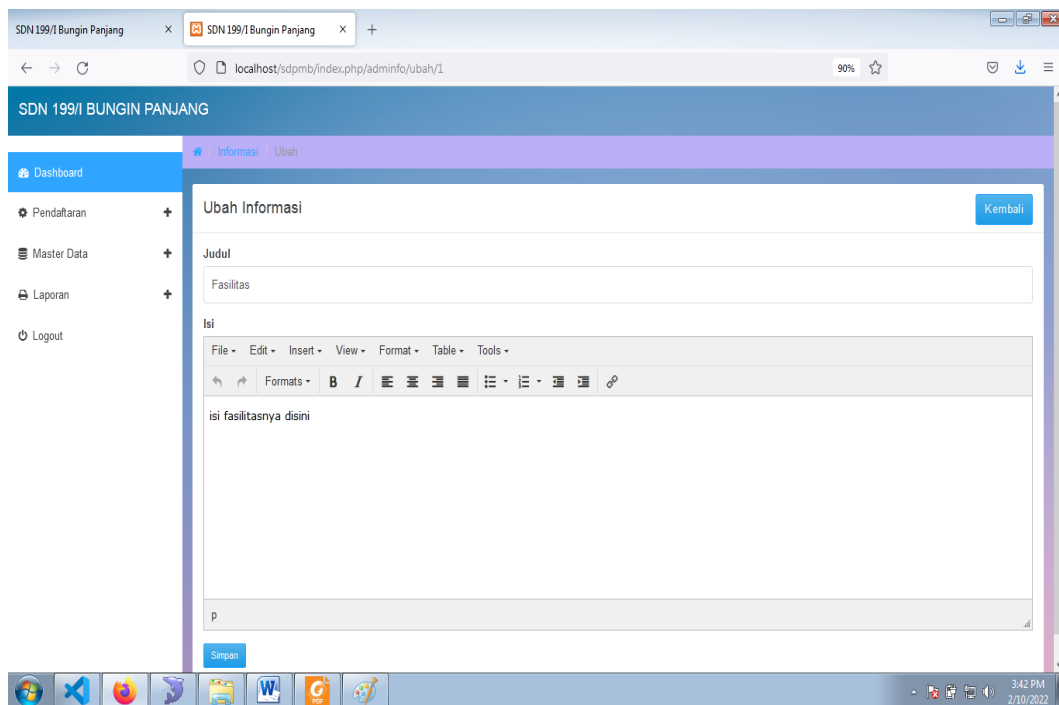 SDN 199/I Bungin Panjang
SDN 199/I Bungin Panjang
localhost/sdpmb/index.php/adminfo/ubah/1
90%
SDN 199/I BUNGIN PANJANG
/ Informasi / Ubah
Dashboard
Pendaftaran
Master Data
Laporan
Logout
Ubah Informasi
Kembali
Judul
Fasilitas
Isi
File Edit Insert View Format Table Tools
Formats B I
isi fasilitasnya disini
p
Simpan
W
G
PDF
3:42 PM
2/10/2022